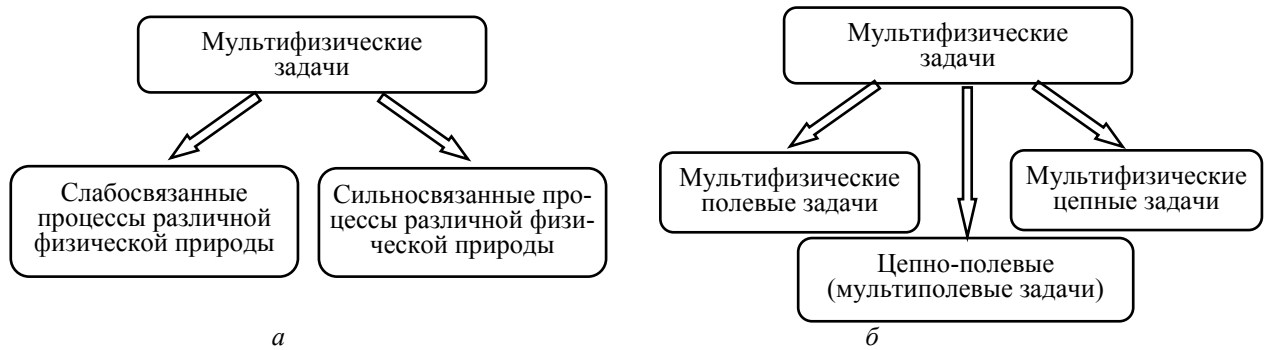 Мультифизические
задачи
Слабосвязанные
процессы различной
физической природы
Сильносвязанные про-
цессы различной физи-
ческой природы
а
Мультифизические
задачи
Мультифизические
полевые задачи
Мультифизические
цепные задачи
Цепно-полевые
(мультиполевые задачи)
б